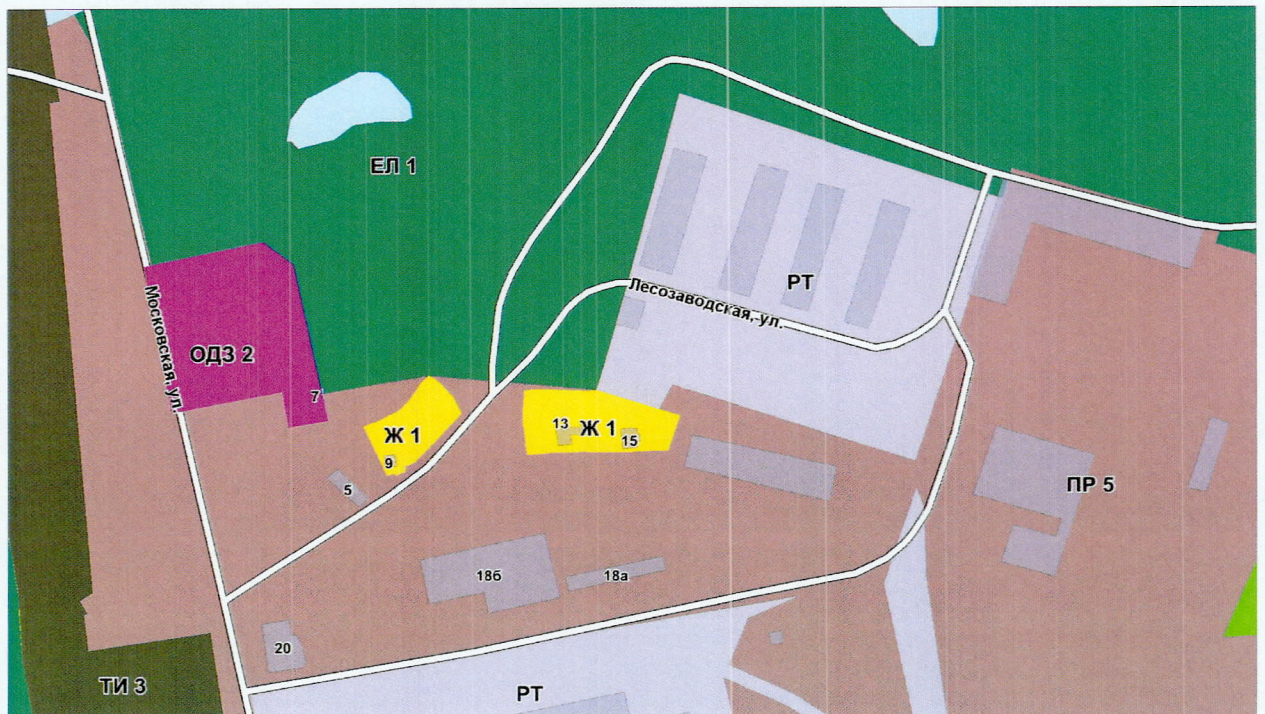 ЕЛ 1
РТ
Лесозаводская, ул.
Московская, ул.
ОДЗ 2
7
Ж 1
13
Ж 1
15
9
5
ПР 5
18б
18а
20
ТИ 3
РТ